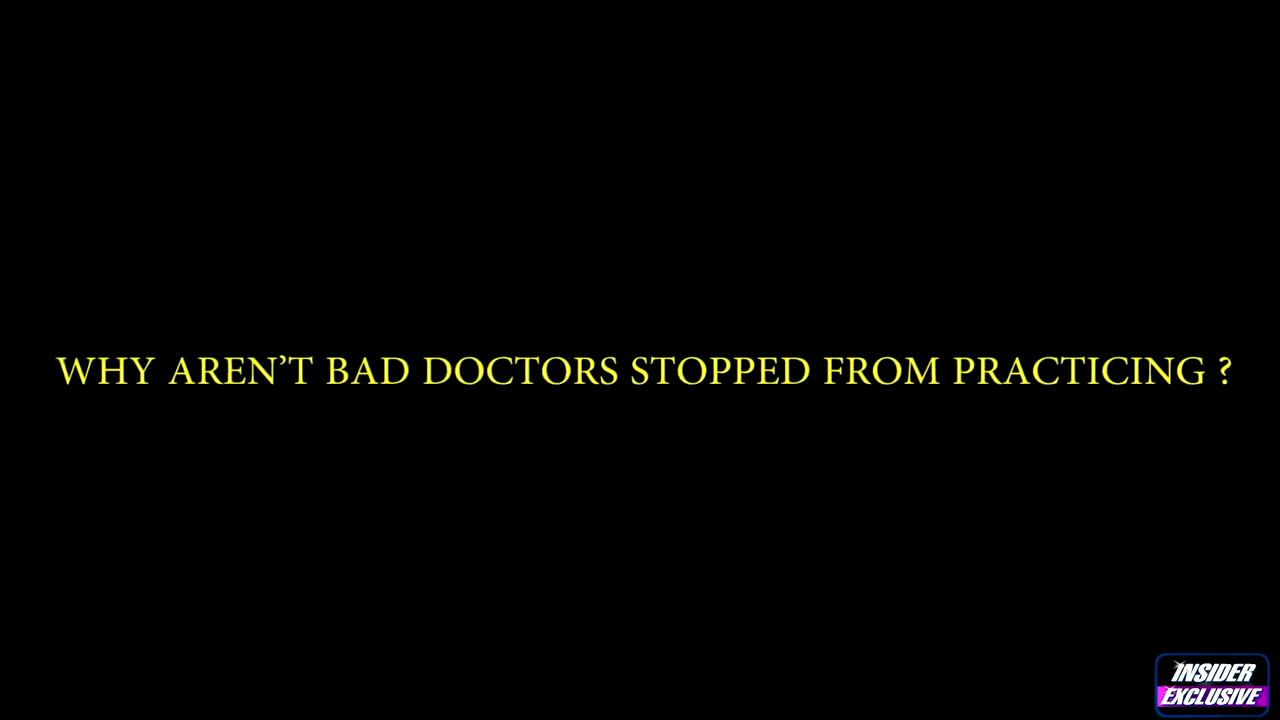 WHY AREN’T BAD DOCTORS STOPPED FROM PRACTICING ?
INSIDER
EXCLUSIVE